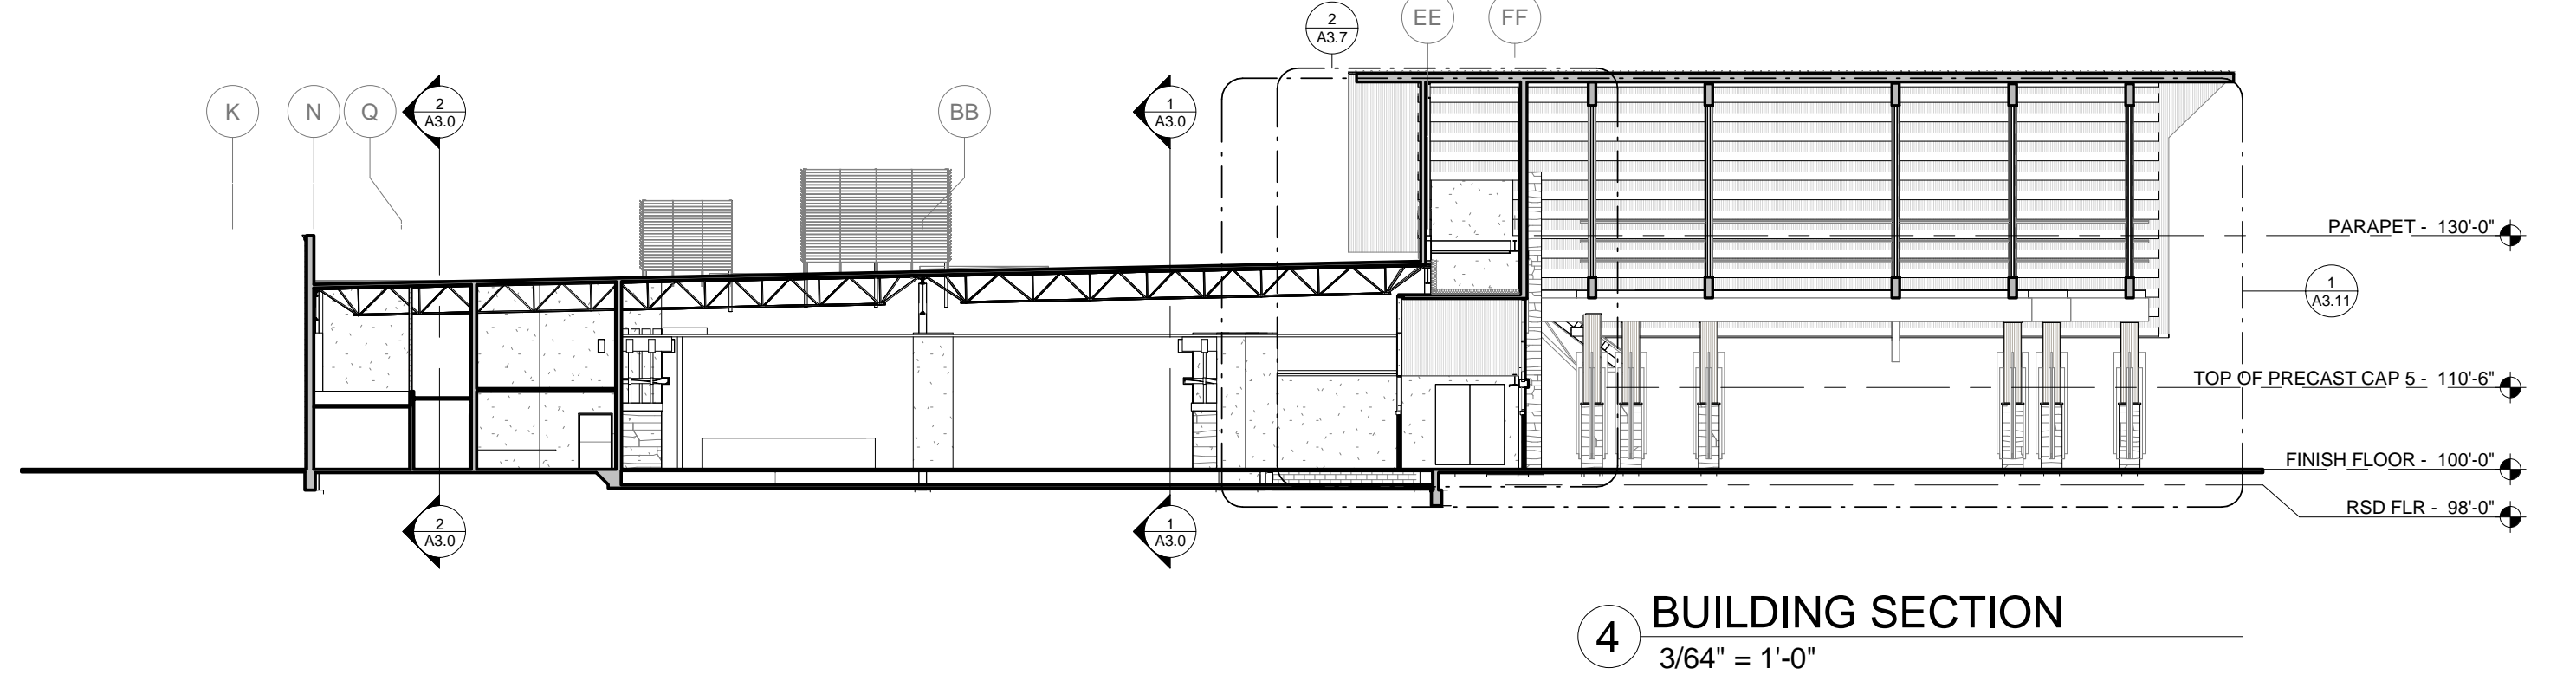 2
A3.7
EE
FF
K
N
Q
2
A3.0
BB
1
A3.0
PARAPET - 130'-0"
1
A3.11
TOP OF PRECAST CAP 5 - 110'-6"
FINISH FLOOR - 100'-0"
RSD FLR - 98'-0"
2
A3.0
1
A3.0
4
BUILDING SECTION
3/64" = 1'-0"